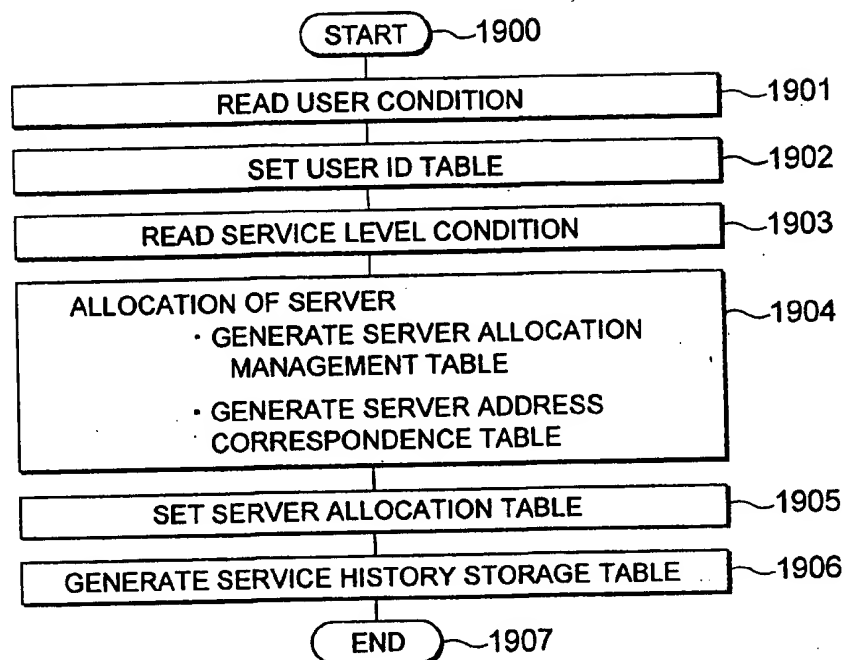 START 1900
READ USER CONDITION 1901
SET USER ID TABLE 1902
READ SERVICE LEVEL CONDITION 1903
ALLOCATION OF SERVER 1904
· GENERATE SERVER ALLOCATION
MANAGEMENT TABLE
· GENERATE SERVER ADDRESS
CORRESPONDENCE TABLE
SET SERVER ALLOCATION TABLE 1905
GENERATE SERVICE HISTORY STORAGE TABLE 1906
END 1907